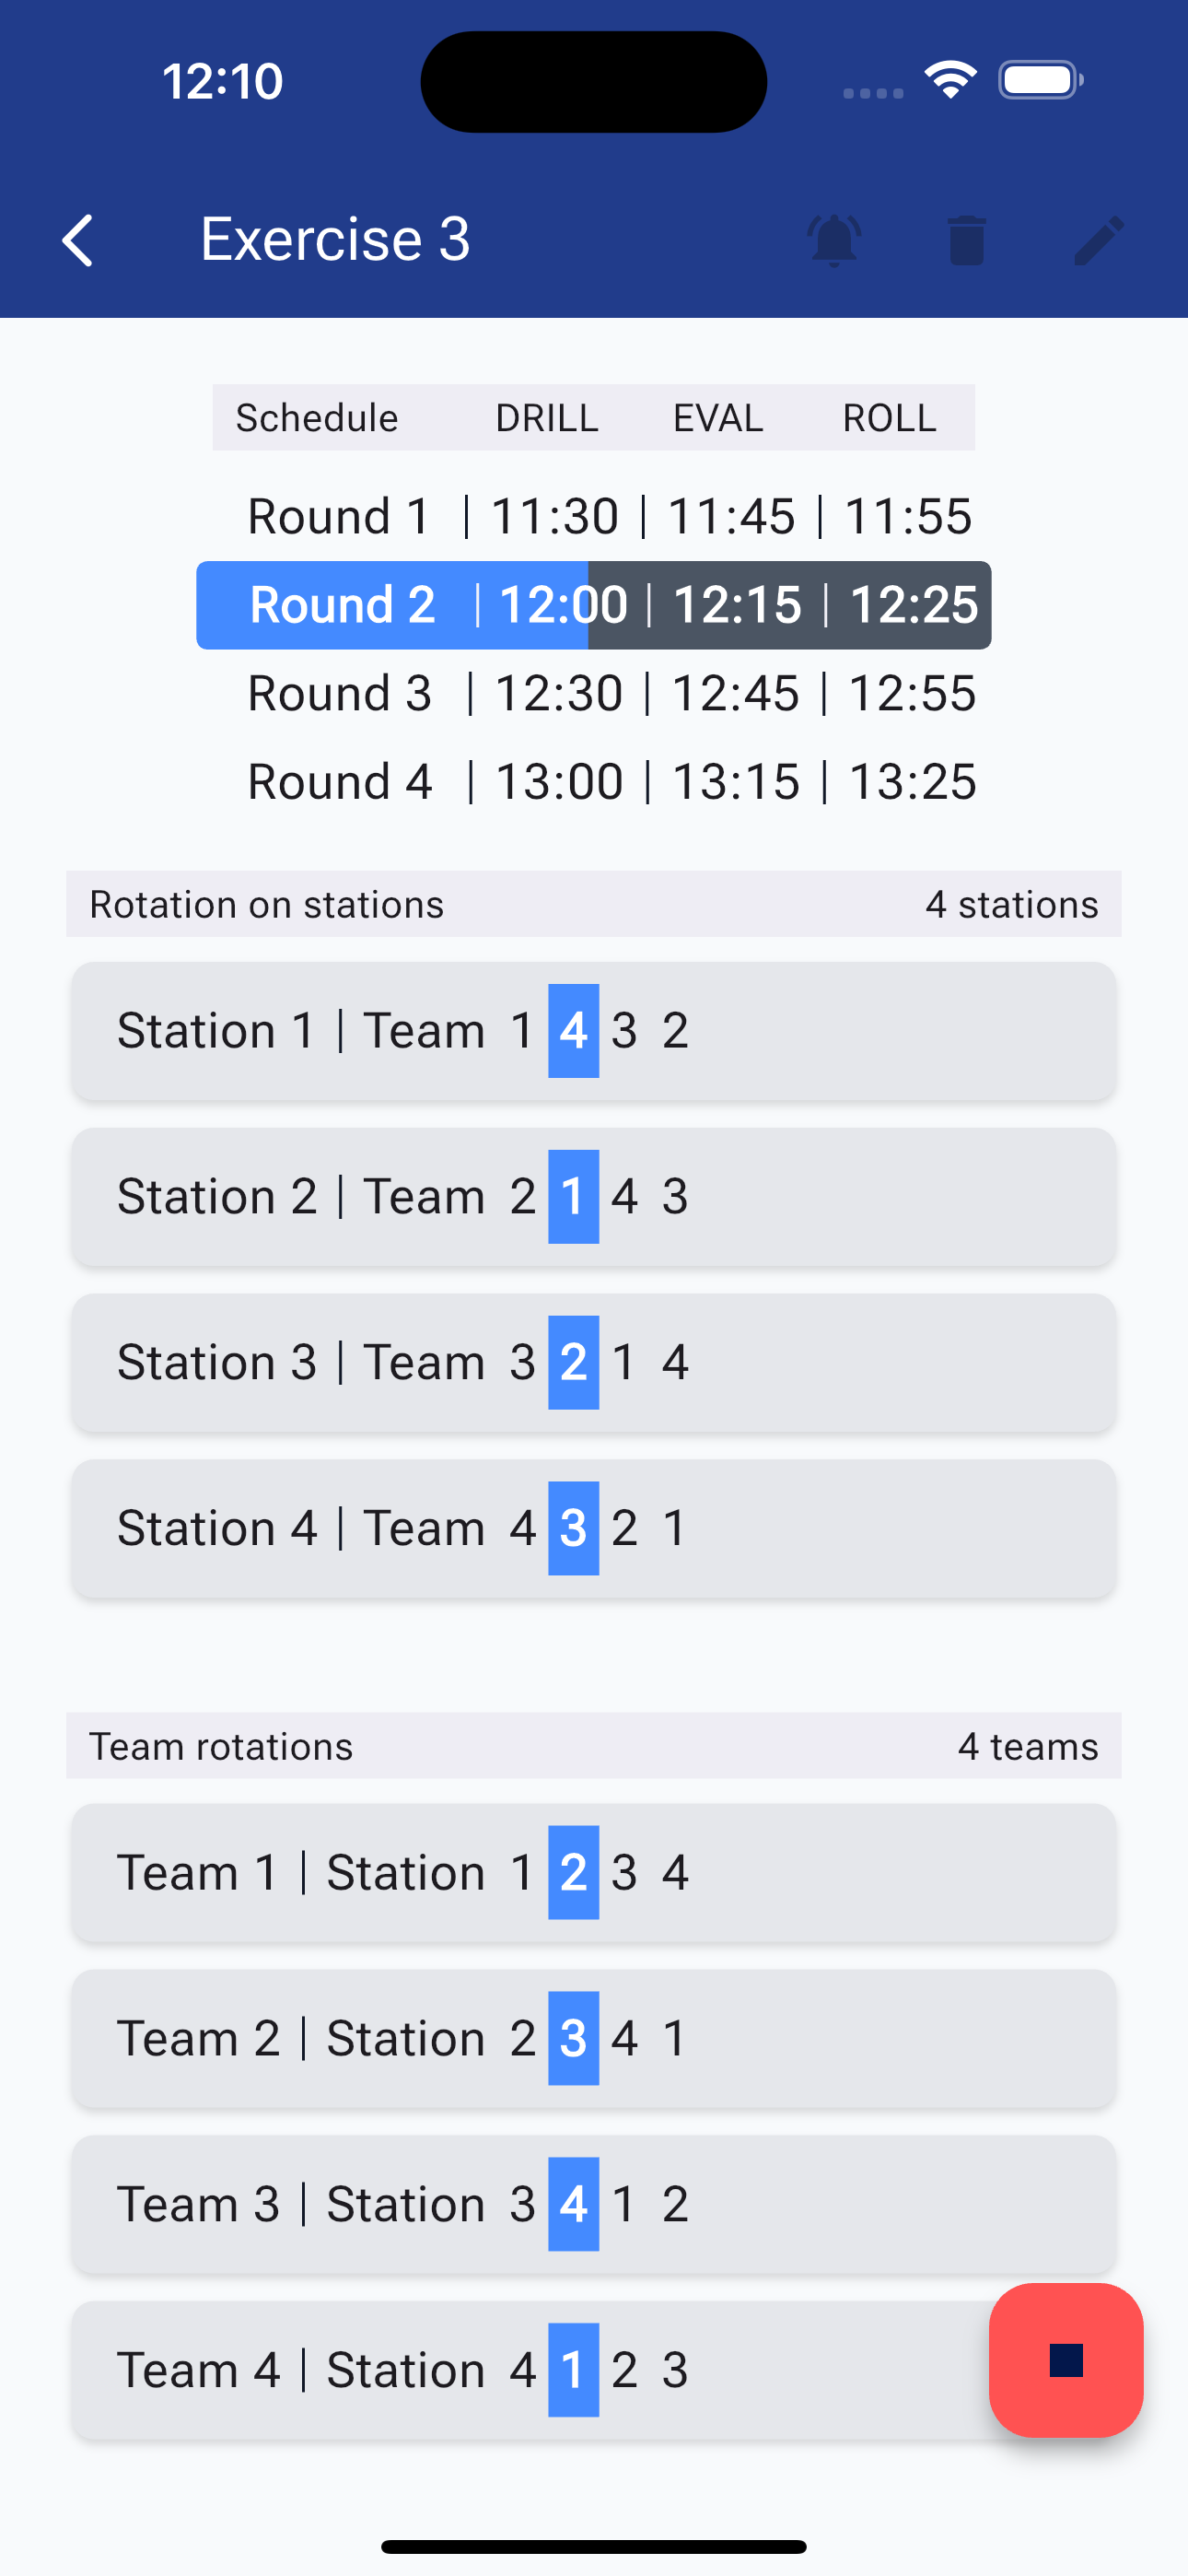 12:10
Exercise 3
Schedule DRILL EVAL ROLL
Round 1 | 11:30 | 11:45 | 11:55
Round 2 | 12:00 | 12:15 | 12:25
Round 3 | 12:30 | 12:45 | 12:55
Round 4 | 13:00 | 13:15 | 13:25
Rotation on stations 4 stations
Station 1 | Team 1 4 3 2
Station 2 | Team 2 1 4 3
Station 3 | Team 3 2 1 4
Station 4 | Team 4 3 2 1
Team rotations 4 teams
Team 1 | Station 1 2 3 4
Team 2 | Station 2 3 4 1
Team 3 | Station 3 4 1 2
Team 4 | Station 4 1 2 3